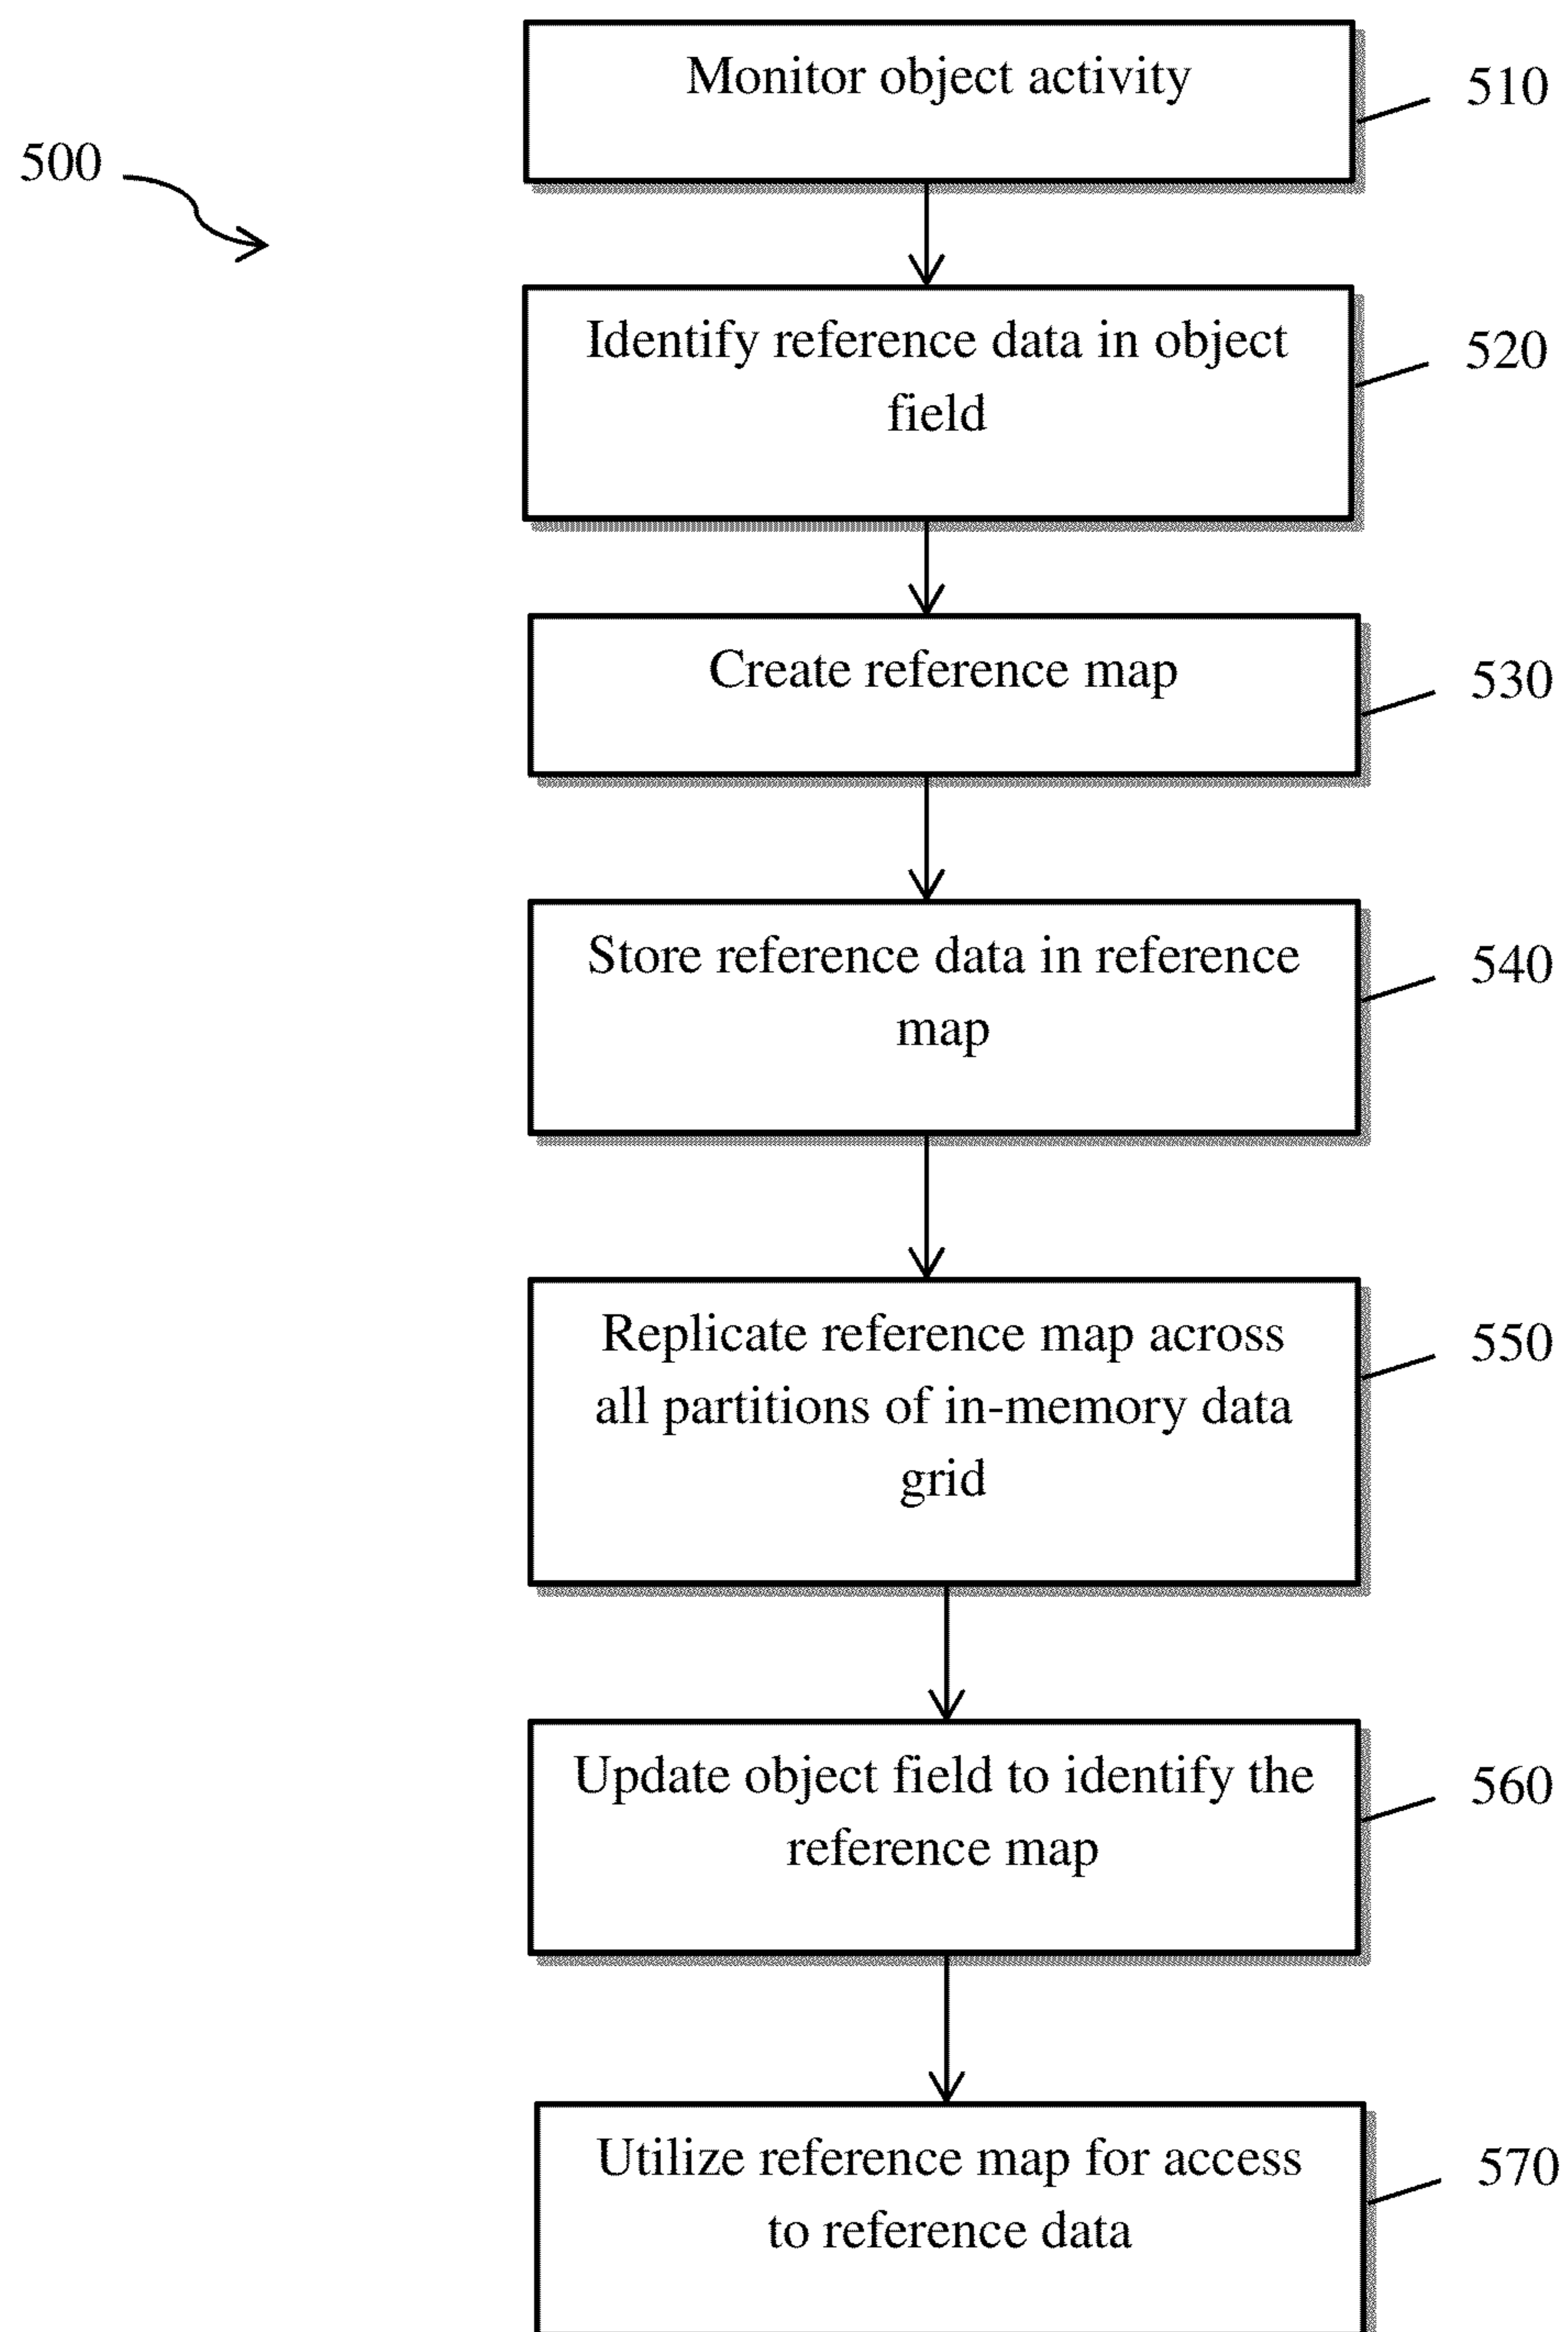 Monitor object activity
510
500
Identify reference data in object
field
520
Create reference map
530
Store reference data in reference
map
540
Replicate reference map across
all partitions of in-memory data
grid
550
Update object field to identify the
reference map
560
Utilize reference map for access
to reference data
570